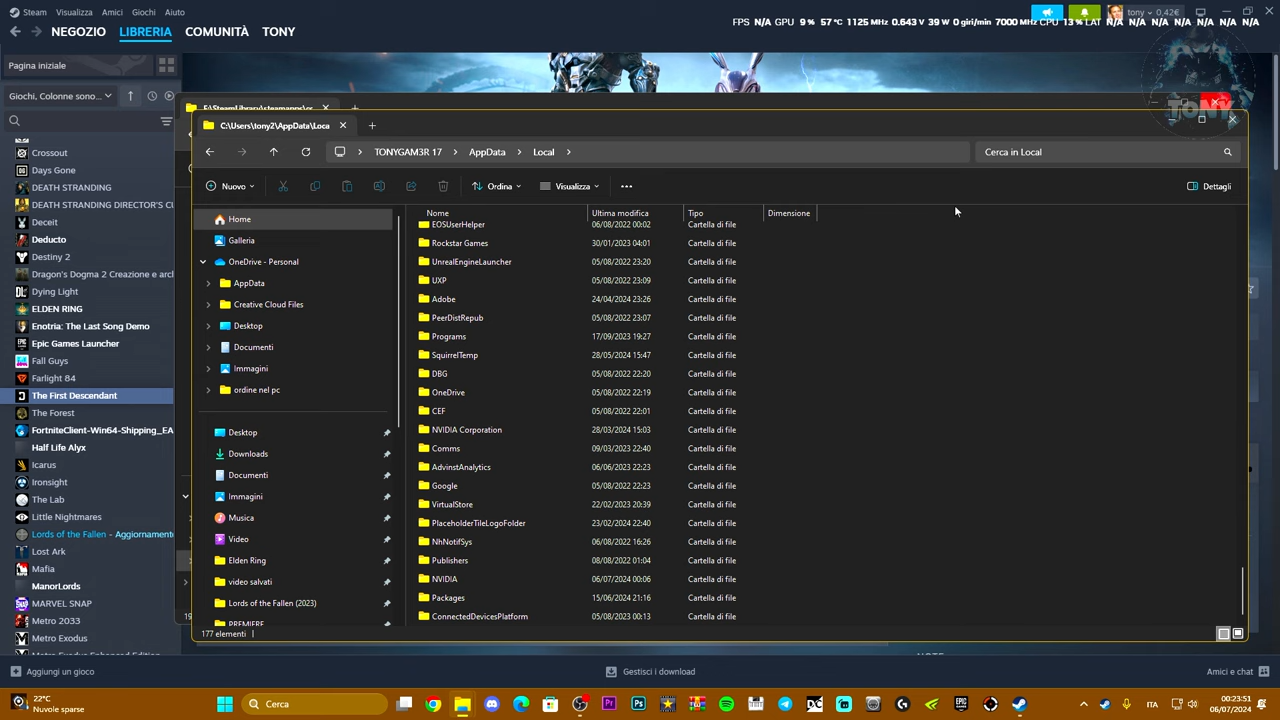 Steam Visualizza Amici Giochi Aiuto
tony 0,42€
FPS N/A GPU 9 % 57 °C 1125 MHz 0.643 V 39 W 0 giri/min 7000 MHz CPU 13 % LAT N/A N/A N/A N/A N/A N/A
NEGOZIO LIBRERIA COMUNITÀ TONY
Pagina iniziale
Giochi, Colonne sono...
Crossout
Days Gone
DEATH STRANDING
DEATH STRANDING DIRECTOR'S CU
Deceit
Deducto
Destiny 2
Dragon's Dogma 2 Creazione e arch
Dying Light
ELDEN RING
Enotria: The Last Song Demo
Epic Games Launcher
Fall Guys
Farlight 84
The First Descendant
The Forest
FortniteClient-Win64-Shipping_EA
Half Life Alyx
Icarus
Ironsight
The Lab
Little Nightmares
Lords of the Fallen - Aggiornamento
Lost Ark
Mafia
ManorLords
MARVEL SNAP
Metro 2033
Metro Exodus
TONY
C:\Users\tony2\AppData\Loca
TONYGAM3R 17 AppData Local
Cerca in Local
Nuovo Ordina Visualizza Dettagli
Home
Galleria
OneDrive - Personal
AppData
Creative Cloud Files
Desktop
Documenti
Immagini
ordine nel pc
Desktop
Downloads
Documenti
Immagini
Musica
Video
Elden Ring
video salvati
Lords of the Fallen (2023)
PREMIERE
Nome Ultima modifica Tipo Dimensione
EOSUserHelper 06/08/2022 00:02 Cartella di file
Rockstar Games 30/01/2023 04:01 Cartella di file
UnrealEngineLauncher 05/08/2022 23:20 Cartella di file
UXP 05/08/2022 23:09 Cartella di file
Adobe 24/04/2024 23:26 Cartella di file
PeerDistRepub 05/08/2022 23:07 Cartella di file
Programs 17/09/2023 19:27 Cartella di file
SquirrelTemp 28/05/2024 15:47 Cartella di file
DBG 05/08/2022 22:20 Cartella di file
OneDrive 05/08/2022 22:19 Cartella di file
CEF 05/08/2022 22:01 Cartella di file
NVIDIA Corporation 28/03/2024 15:03 Cartella di file
Comms 09/03/2023 22:40 Cartella di file
AdvinstAnalytics 06/06/2023 22:23 Cartella di file
Google 05/08/2022 22:23 Cartella di file
VirtualStore 22/02/2023 20:39 Cartella di file
PlaceholderTileLogoFolder 23/02/2024 22:40 Cartella di file
NhNotifSys 06/08/2022 16:26 Cartella di file
Publishers 08/08/2022 01:04 Cartella di file
NVIDIA 06/07/2024 00:06 Cartella di file
Packages 15/06/2024 21:16 Cartella di file
ConnectedDevicesPlatform 05/08/2023 00:13 Cartella di file
177 elementi
Aggiungi un gioco Gestisci i download Amici e chat
22°C
Nuvole sparse
Cerca
ITA
00:23:51
06/07/2024